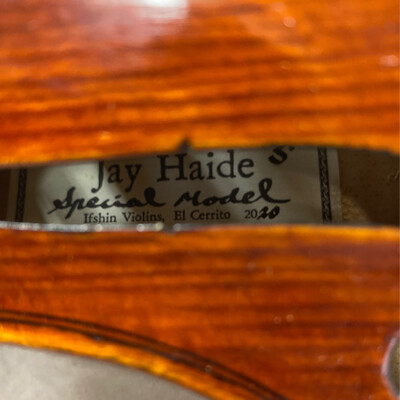 Jay Haide
Special Model
Ifshin Violins, El Cerrito 2020